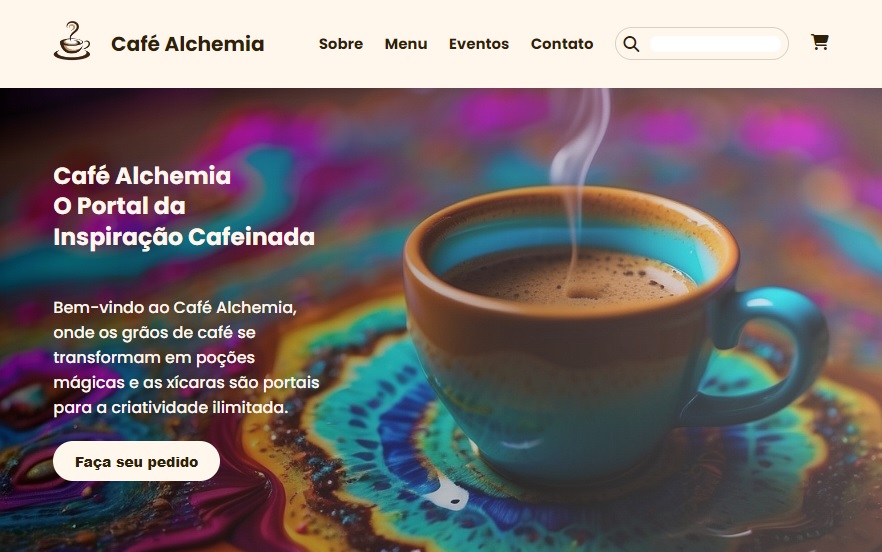 Café Alchemia
Sobre Menu Eventos Contato
Café Alchemia
O Portal da
Inspiração Cafeinada
Bem-vindo ao Café Alchemia,
onde os grãos de café se
transformam em poções
mágicas e as xícaras são portais
para a criatividade ilimitada.
Faça seu pedido